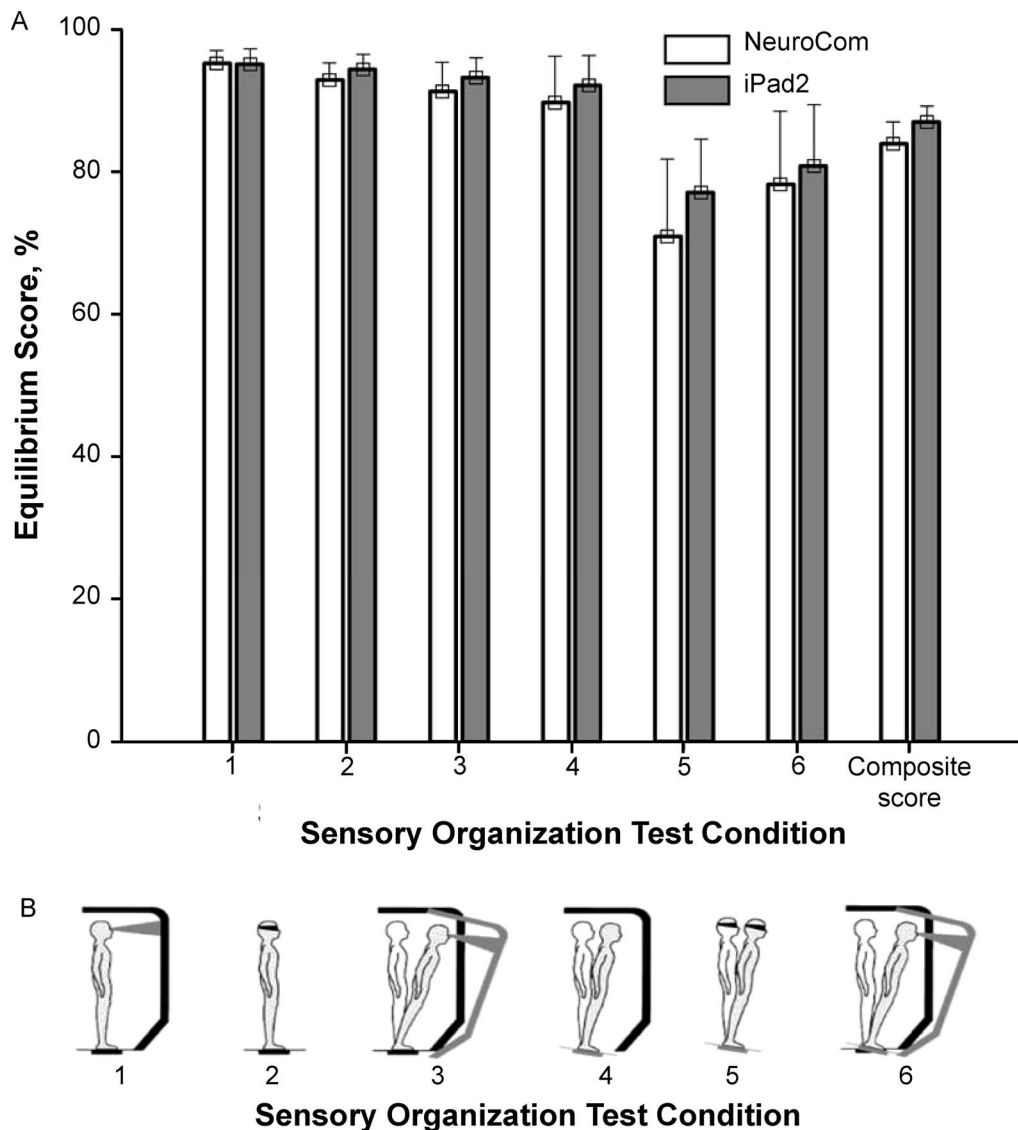 A
NeuroCom
iPad2
100
80
60
40
20
0
Equilibrium Score, %
1 2 3 4 5 6 Composite
score
Sensory Organization Test Condition
B
1 2 3 4 5 6
Sensory Organization Test Condition